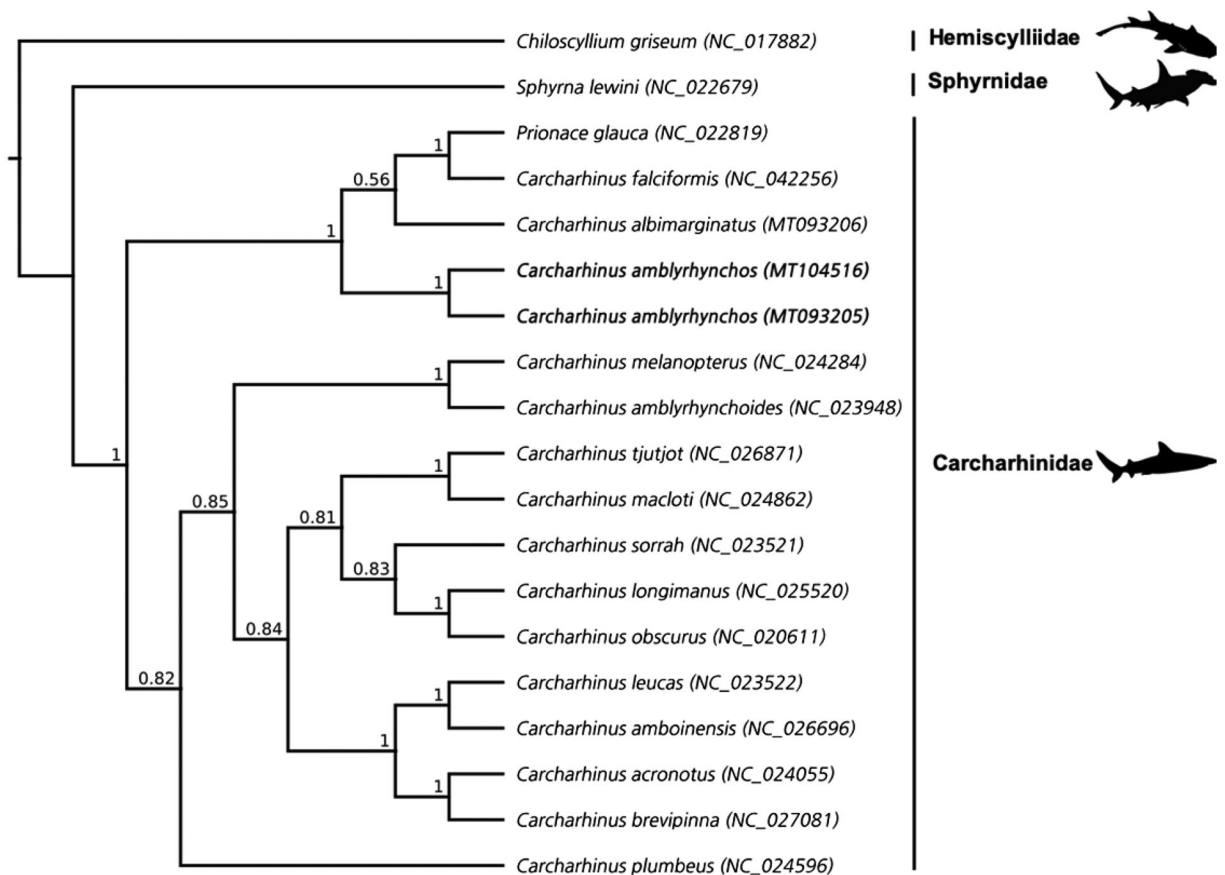 Chiloscyllium griseum (NC_017882)
Hemiscylliidae
Sphyrna lewini (NC_022679)
Sphyrnidae
Prionace glauca (NC_022819)
1
Carcharhinus falciformis (NC_042256)
0.56
Carcharhinus albimarginatus (MT093206)
1
Carcharhinus amblyrhynchos (MT104516)
1
Carcharhinus amblyrhynchos (MT093205)
Carcharhinus melanopterus (NC_024284)
1
Carcharhinus amblyrhynchoides (NC_023948)
1
Carcharhinus tjutjot (NC_026871)
Carcharhinidae
1
Carcharhinus macloti (NC_024862)
0.85
0.81
Carcharhinus sorrah (NC_023521)
0.83
Carcharhinus longimanus (NC_025520)
1
Carcharhinus obscurus (NC_020611)
0.84
0.82
Carcharhinus leucas (NC_023522)
1
Carcharhinus amboinensis (NC_026696)
1
Carcharhinus acronotus (NC_024055)
1
Carcharhinus brevipinna (NC_027081)
Carcharhinus plumbeus (NC_024596)